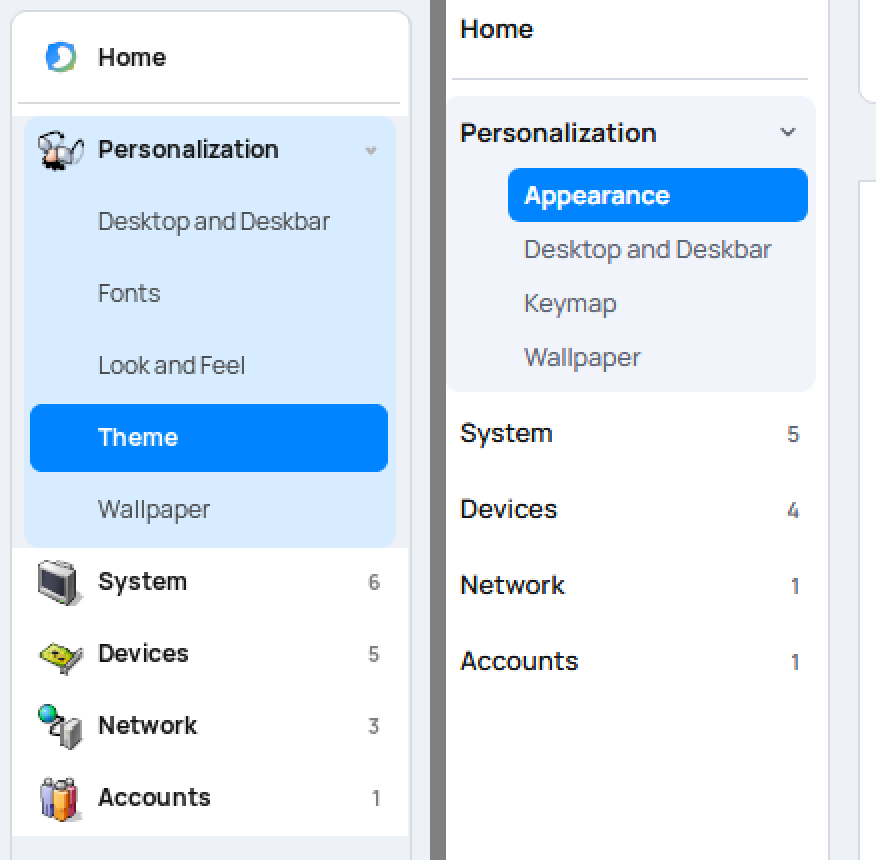 Home
Personalization
Desktop and Deskbar
Fonts
Look and Feel
Theme
Wallpaper
System 6
Devices 5
Network 3
Accounts 1
Home
Personalization
Appearance
Desktop and Deskbar
Keymap
Wallpaper
System 5
Devices 4
Network 1
Accounts 1